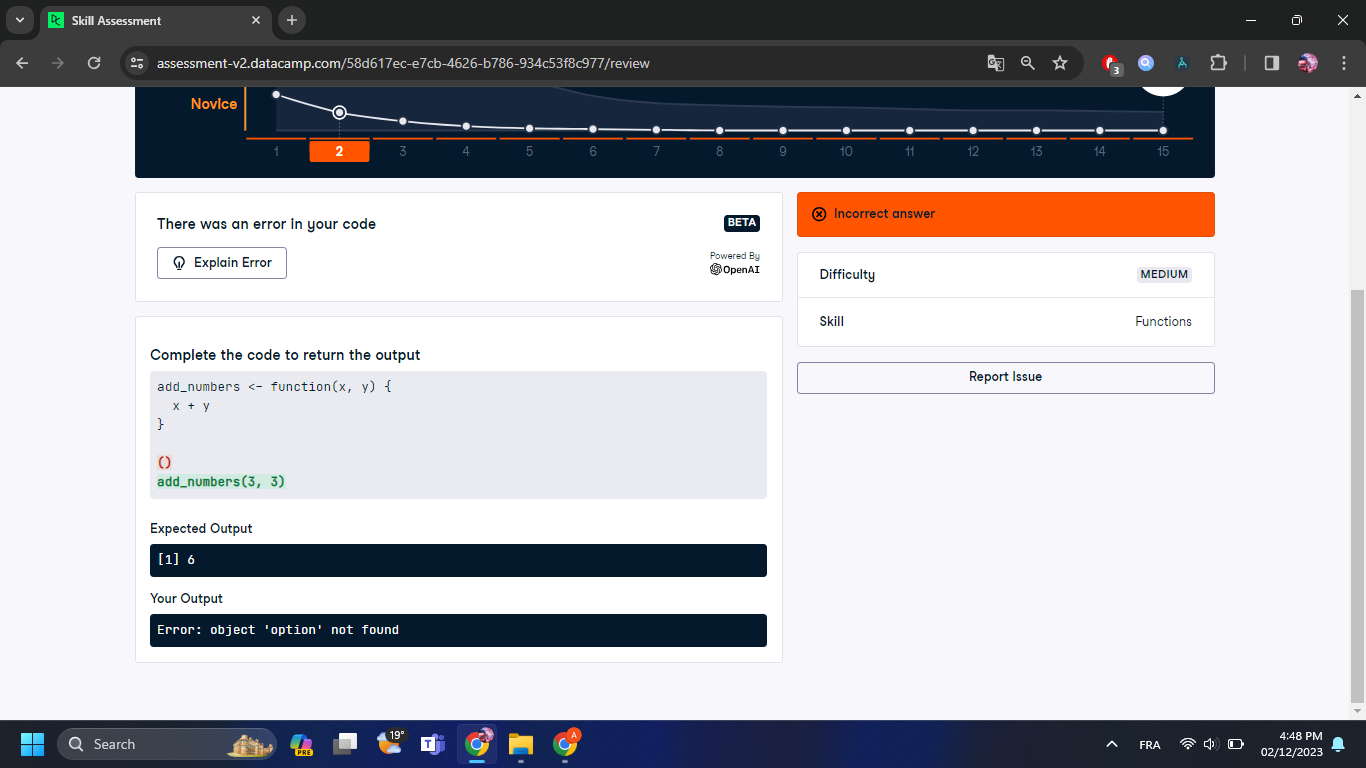 Skill Assessment
assessment-v2.datacamp.com/58d617ec-e7cb-4626-b786-934c53f8c977/review
3
Novice
1 2 3 4 5 6 7 8 9 10 11 12 13 14 15
There was an error in your code
BETA
Explain Error
Powered By
OpenAI
Incorrect answer
Difficulty
MEDIUM
Skill
Functions
Report Issue
Complete the code to return the output
add_numbers <- function(x, y) {
x + y
}
()
add_numbers(3, 3)
Expected Output
[1] 6
Your Output
Error: object 'option' not found
Search
PRE
19°
A
FRA
4:48 PM
02/12/2023